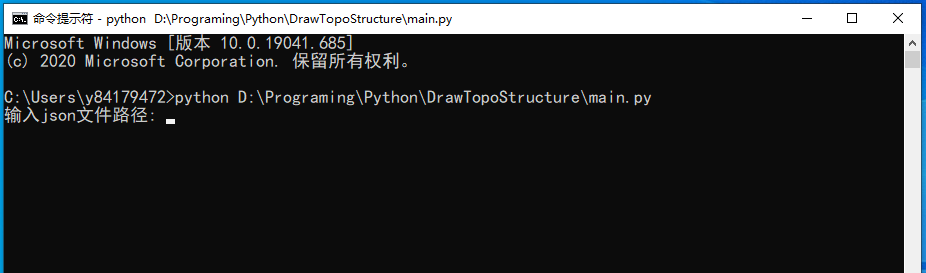 命令提示符 - python  D:\Programing\Python\DrawTopoStructure\main.py
Microsoft Windows [版本 10.0.19041.685]
(c) 2020 Microsoft Corporation. 保留所有权利。
C:\Users\y84179472>python D:\Programing\Python\DrawTopoStructure\main.py
输入json文件路径: